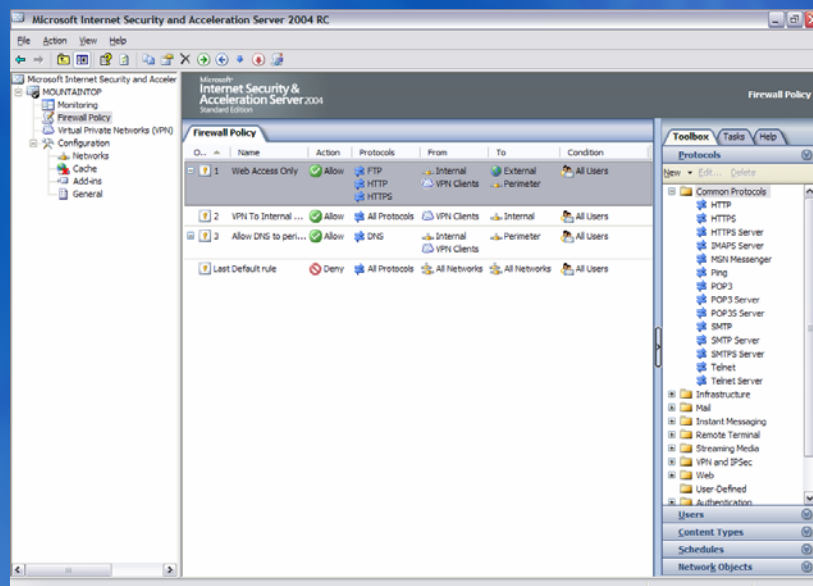 Microsoft Internet Security and Acceleration Server 2004 RC
File Action View Help
Microsoft Internet Security and Acceler
MOUNTAINTOP
Monitoring
Firewall Policy
Virtual Private Networks (VPN)
Configuration
Networks
Cache
Add-ins
General
Microsoft
Internet Security &
Acceleration Server 2004
Standard Edition
Firewall Policy
Firewall Policy
O... Name Action Protocols From To Condition
1 Web Access Only Allow FTP Internal External All Users
HTTP VPN Clients Perimeter
HTTPS
2 VPN To Internal ... Allow All Protocols VPN Clients Internal All Users
3 Allow DNS to peri... Allow DNS Internal Perimeter All Users
VPN Clients
Last Default rule Deny All Protocols All Networks All Networks All Users
Toolbox Tasks Help
Protocols
New Edit... Delete
Common Protocols
HTTP
HTTPS
HTTPS Server
IMAPS Server
MSN Messenger
Ping
POP3
POP3 Server
POP3S Server
SMTP
SMTP Server
SMTPS Server
Telnet
Telnet Server
Infrastructure
Mail
Instant Messaging
Remote Terminal
Streaming Media
VPN and IPSec
Web
User-Defined
Authentication
Users
Content Types
Schedules
Network Objects